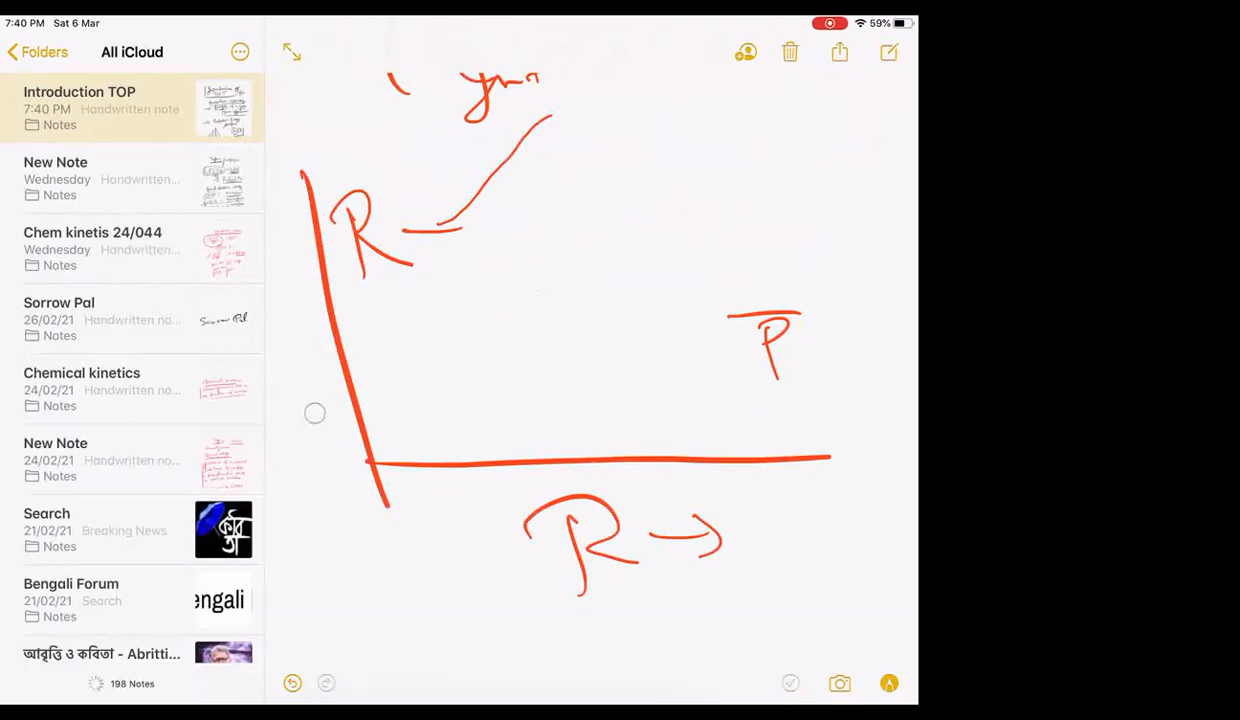 7:40 PM Sat 6 Mar
59%
Folders
All iCloud
Introduction TOP
7:40 PM Handwritten note
Notes
New Note
Wednesday Handwritten...
Notes
Chem kinetis 24/044
Wednesday Handwritten...
Notes
Sorrow Pal
26/02/21 Handwritten no...
Notes
Chemical kinetics
24/02/21 Handwritten no...
Notes
New Note
24/02/21 Handwritten no...
Notes
Search
21/02/21 Breaking News
Notes
কবি
তা
Bengali Forum
21/02/21 Search
Notes
engali
আবৃত্তি ও কবিতা - Abritti...
198 Notes
R
P
R →